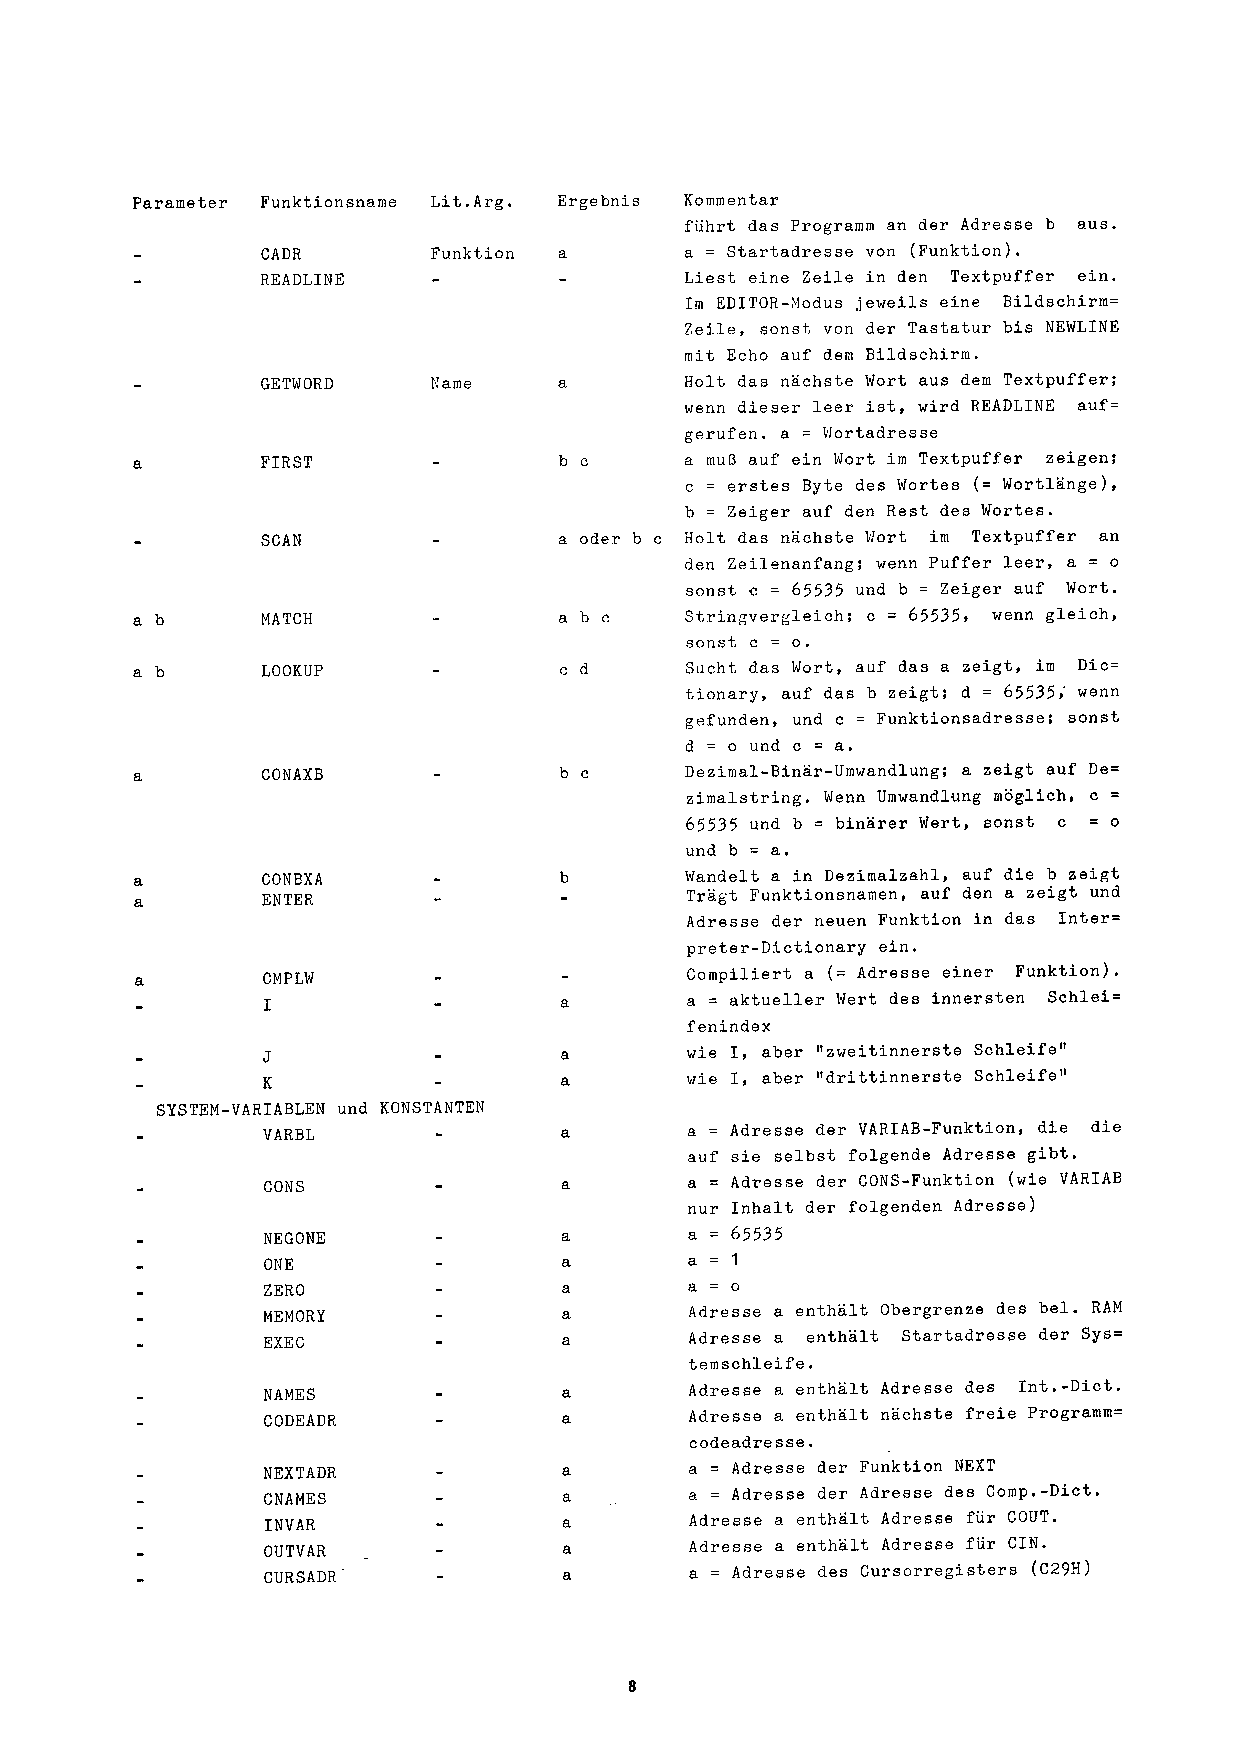 Parameter Funktionsname Lit.Arg. Ergebnis Kommentar
führt das Programm an der Adresse b aus.
- CADR Funktion a a = Startadresse von (Funktion).
- READLINE - - Liest eine Zeile in den Textpuffer ein.
Im EDITOR-Modus jeweils eine Bildschirm=
Zeile, sonst von der Tastatur bis NEWLINE
mit Echo auf dem Bildschirm.
- GETWORD Name a Holt das nächste Wort aus dem Textpuffer;
wenn dieser leer ist, wird READLINE auf=
gerufen. a = Wortadresse
a FIRST - b c a muß auf ein Wort im Textpuffer zeigen;
c = erstes Byte des Wortes (= Wortlänge),
b = Zeiger auf den Rest des Wortes.
- SCAN - a oder b c Holt das nächste Wort im Textpuffer an
den Zeilenanfang; wenn Puffer leer, a = o
sonst c = 65535 und b = Zeiger auf Wort.
a b MATCH - a b c Stringvergleich; c = 65535, wenn gleich,
sonst c = o.
a b LOOKUP - c d Sucht das Wort, auf das a zeigt, im Dic=
tionary, auf das b zeigt; d = 65535, wenn
gefunden, und c = Funktionsadresse; sonst
d = o und c = a.
a CONAXB - b c Dezimal-Binär-Umwandlung; a zeigt auf De=
zimalstring. Wenn Umwandlung möglich, c =
65535 und b = binärer Wert, sonst c = o
und b = a.
a CONBXA - b Wandelt a in Dezimalzahl, auf die b zeigt
a ENTER - - Trägt Funktionsnamen, auf den a zeigt und
Adresse der neuen Funktion in das Inter=
preter-Dictionary ein.
a CMPLW - - Compiliert a (= Adresse einer Funktion).
- I - a a = aktueller Wert des innersten Schlei=
fenindex
- J - a wie I, aber "zweitinnerste Schleife"
- K - a wie I, aber "drittinnerste Schleife"
SYSTEM-VARIABLEN und KONSTANTEN
- VARBL - a a = Adresse der VARIAB-Funktion, die die
auf sie selbst folgende Adresse gibt.
- CONS - a a = Adresse der CONS-Funktion (wie VARIAB
nur Inhalt der folgenden Adresse)
- NEGONE - a a = 65535
- ONE - a a = 1
- ZERO - a a = o
- MEMORY - a Adresse a enthält Obergrenze des bel. RAM
- EXEC - a Adresse a enthält Startadresse der Sys=
temschleife.
- NAMES - a Adresse a enthält Adresse des Int.-Dict.
- CODEADR - a Adresse a enthält nächste freie Programm=
codeadresse.
- NEXTADR - a a = Adresse der Funktion NEXT
- CNAMES - a a = Adresse der Adresse des Comp.-Dict.
- INVAR - a Adresse a enthält Adresse für COUT.
- OUTVAR - a Adresse a enthält Adresse für CIN.
- CURSADR - a a = Adresse des Cursorregisters (C29H)
8